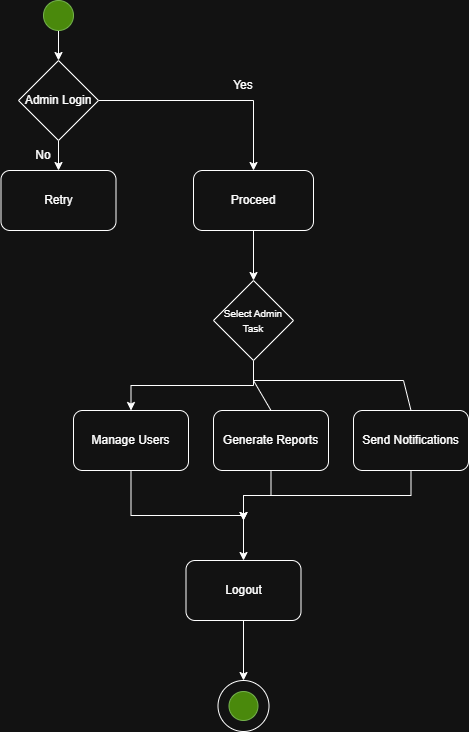 Yes
Admin Login
No
Retry
Proceed
Select Admin
Task
Manage Users
Generate Reports
Send Notifications
Logout